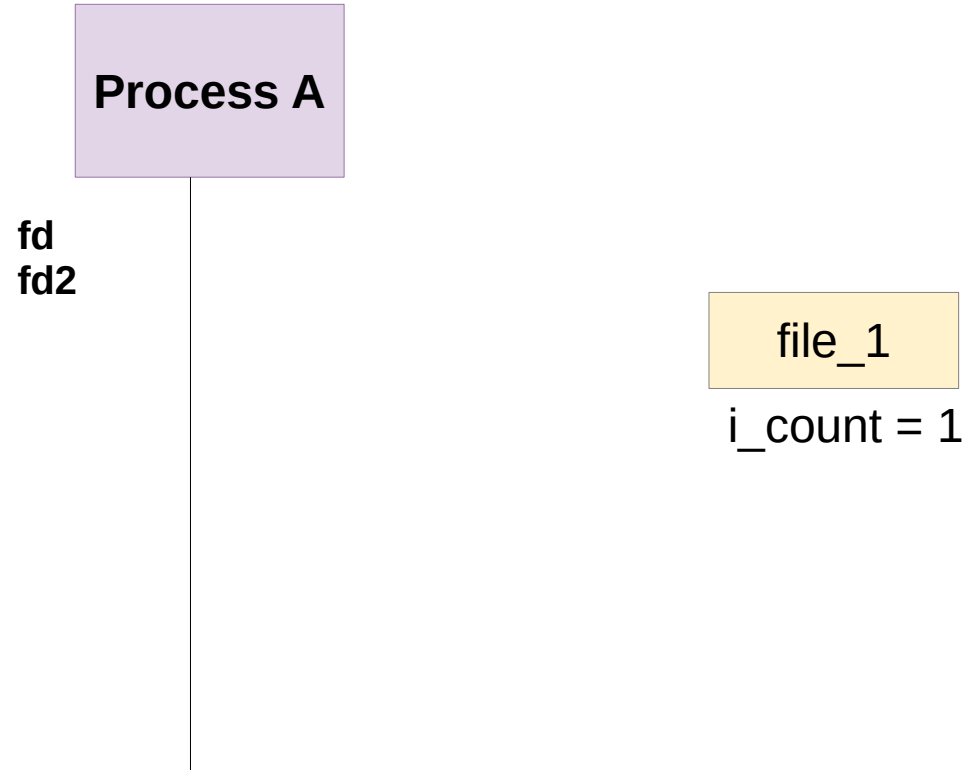 Process A
fd
fd2
file_1
i_count = 1